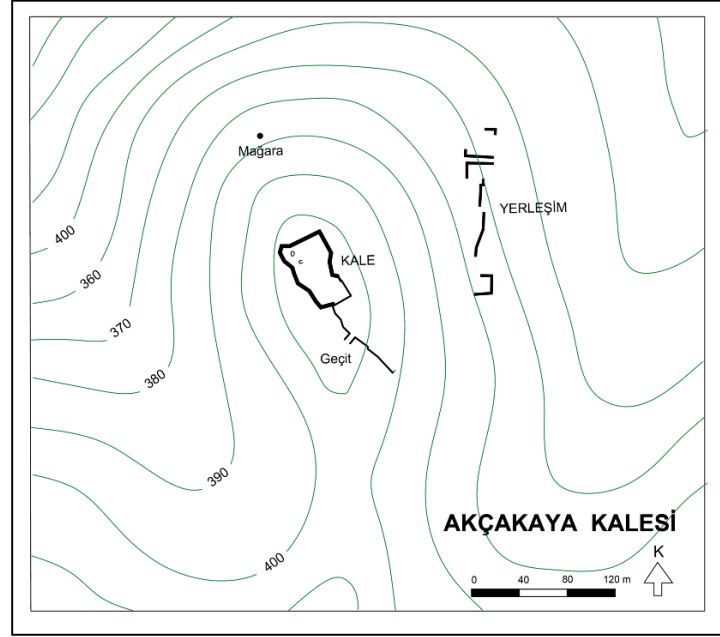 Mağara
YERLEŞİM
KALE
Geçit
400
360
370
380
390
400
AKÇAKAYA KALESİ
K
0 40 80 120 m